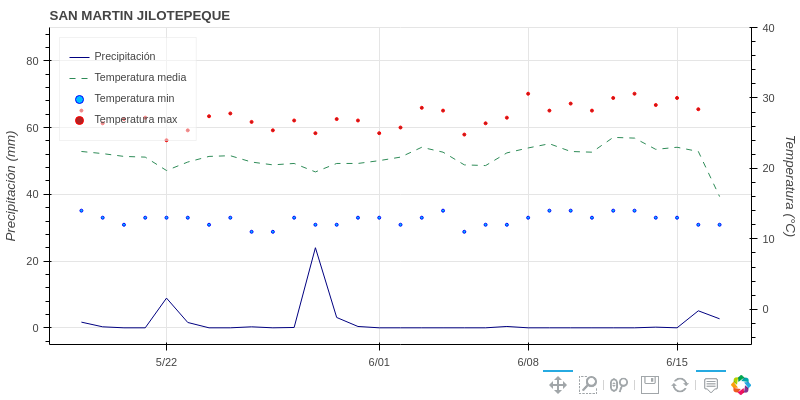 SAN MARTIN JILOTEPEQUE
Precipitación
Temperatura media
Temperatura min
Temperatura max
Precipitación (mm)
80
60
40
20
0
Temperatura (°C)
40
30
20
10
0
5/22
6/01
6/08
6/15